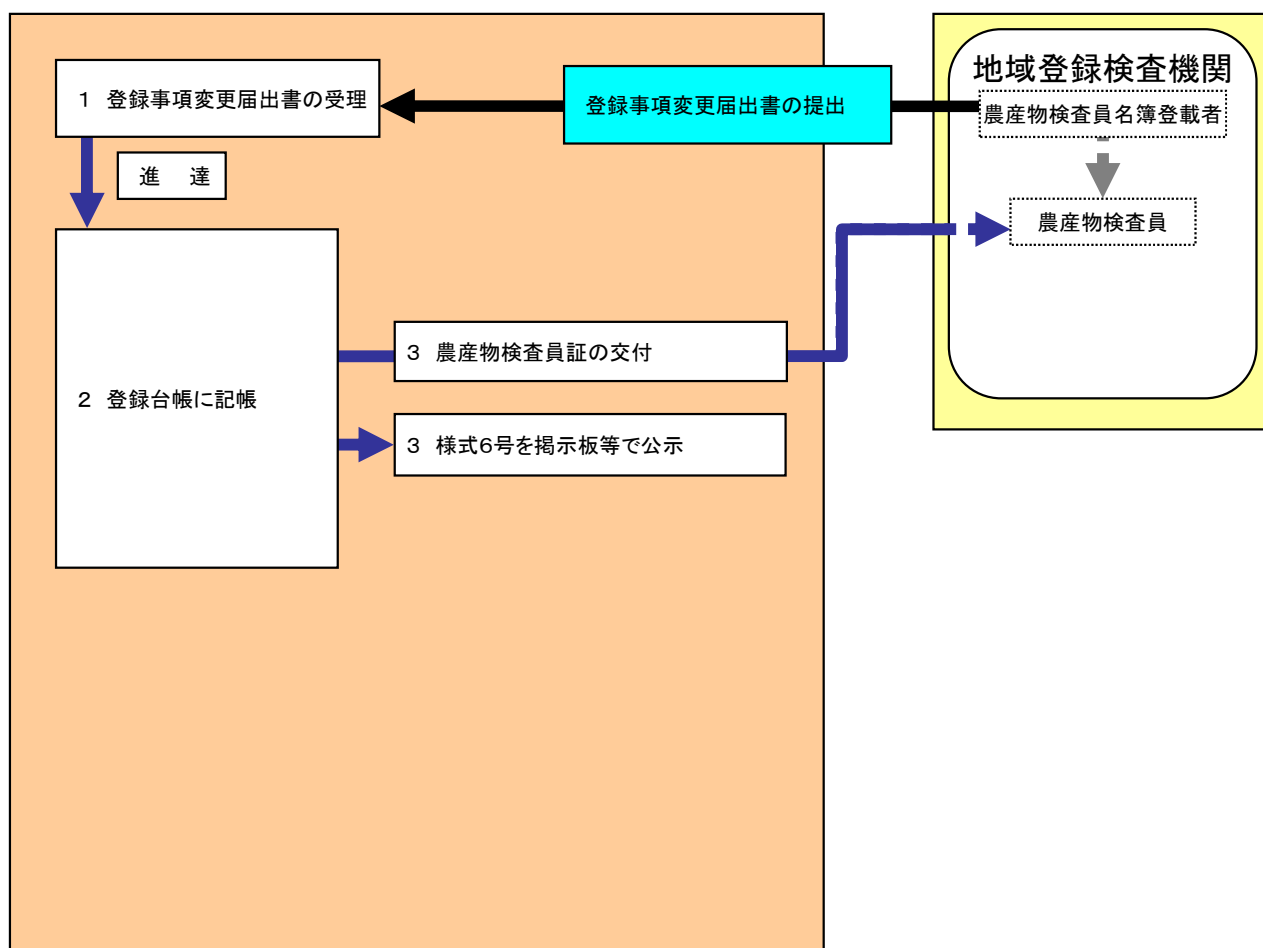 地域登録検査機関
1 登録事項変更届出書の受理
登録事項変更届出書の提出
農産物検査員名簿登載者
進 達
農産物検査員
3 農産物検査員証の交付
2 登録台帳に記帳
3 様式6号を掲示板等で公示